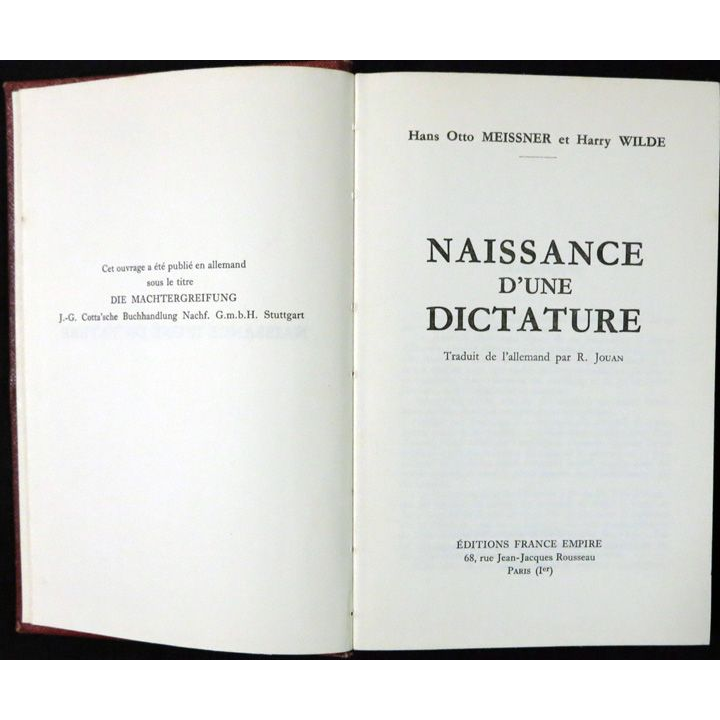 Cet ouvrage a été publié en allemand
sous le titre
DIE MACHTERGREIFUNG
J.-G. Cotta'sche Buchhandlung Nachf. G.m.b.H. Stuttgart
Hans Otto MEISSNER et Harry WILDE
NAISSANCE
D'UNE
DICTATURE
Traduit de l'allemand par R. JOUAN
ÉDITIONS FRANCE EMPIRE
68, rue Jean-Jacques Rousseau
PARIS (Ier)